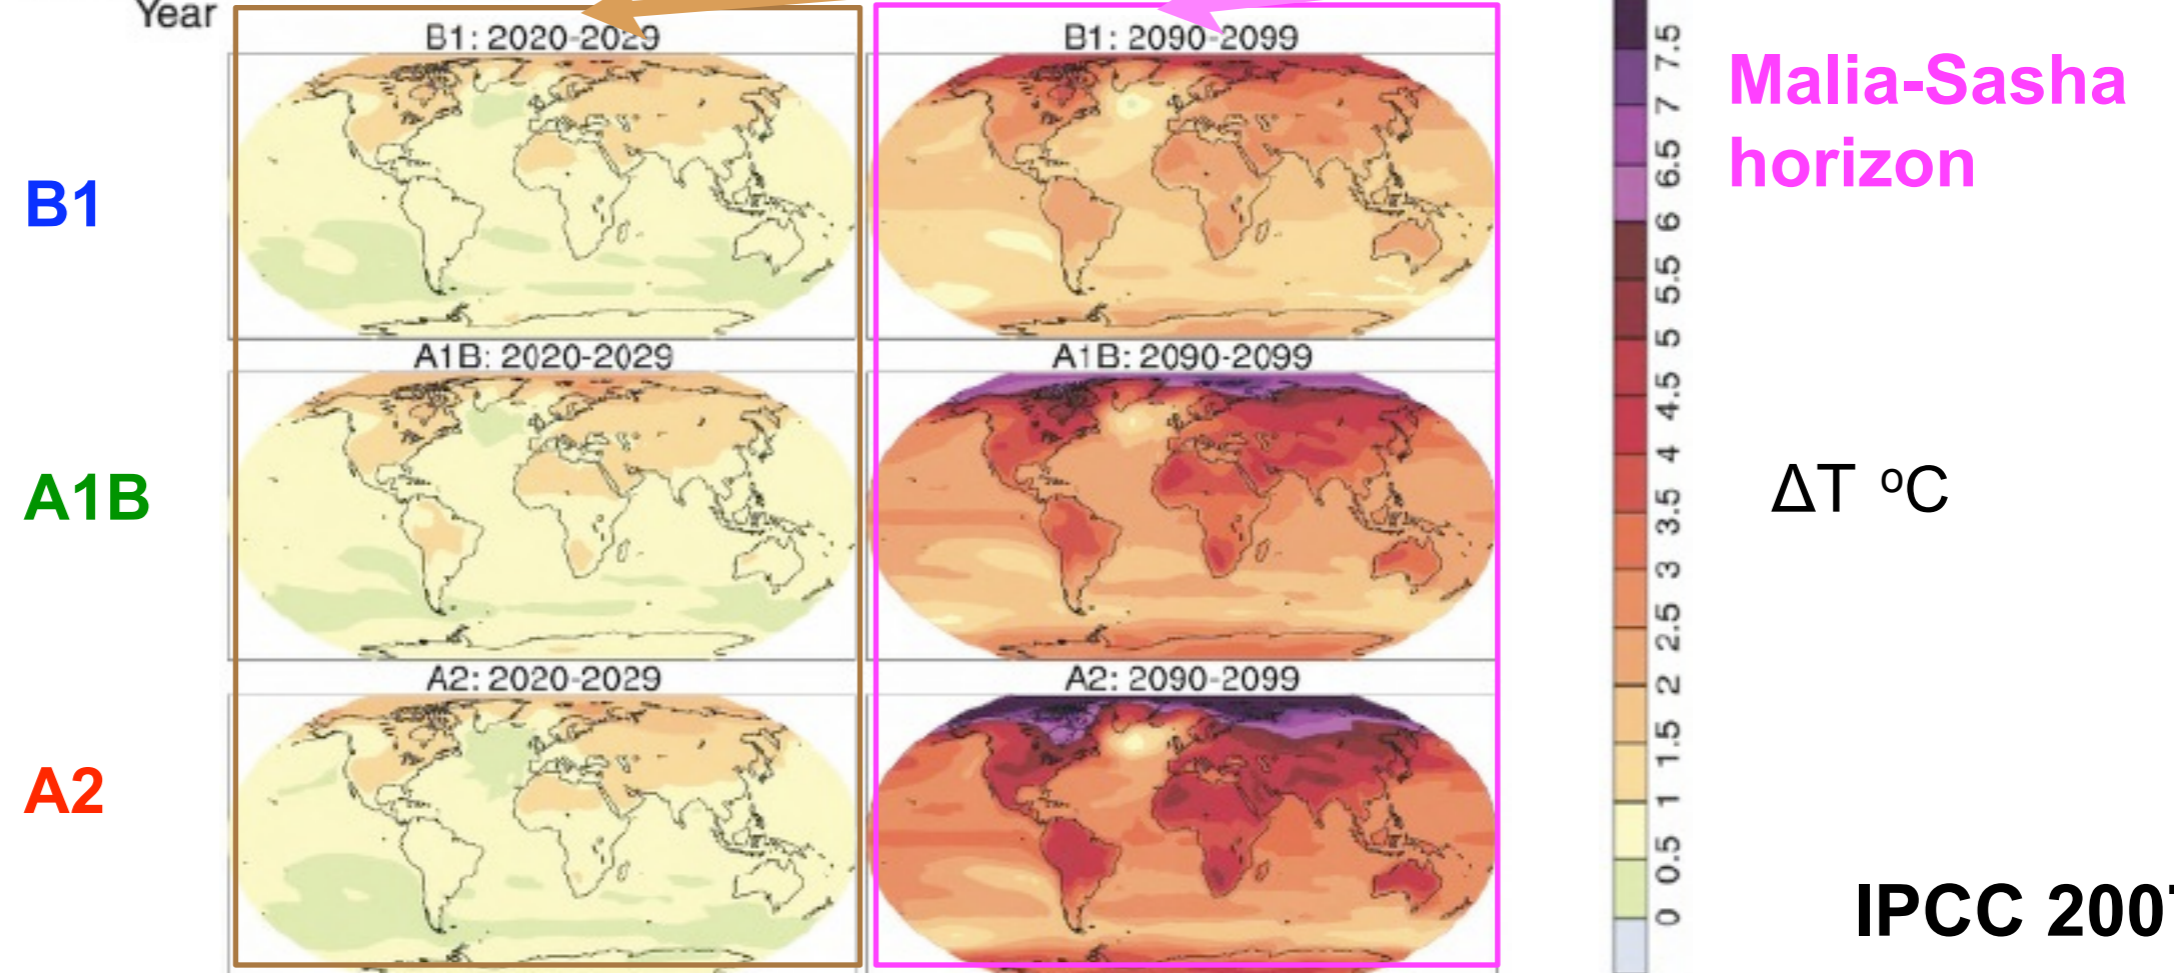 Year
B1: 2020-2029
B1: 2090-2099
Malia-Sasha
horizon
B1
A1B: 2020-2029
A1B: 2090-2099
A1B
ΔT ºC
A2: 2020-2029
A2: 2090-2099
A2
7.5
7
6.5
6
5.5
5
4.5
4
3.5
3
2.5
2
1.5
1
0.5
0
IPCC 200